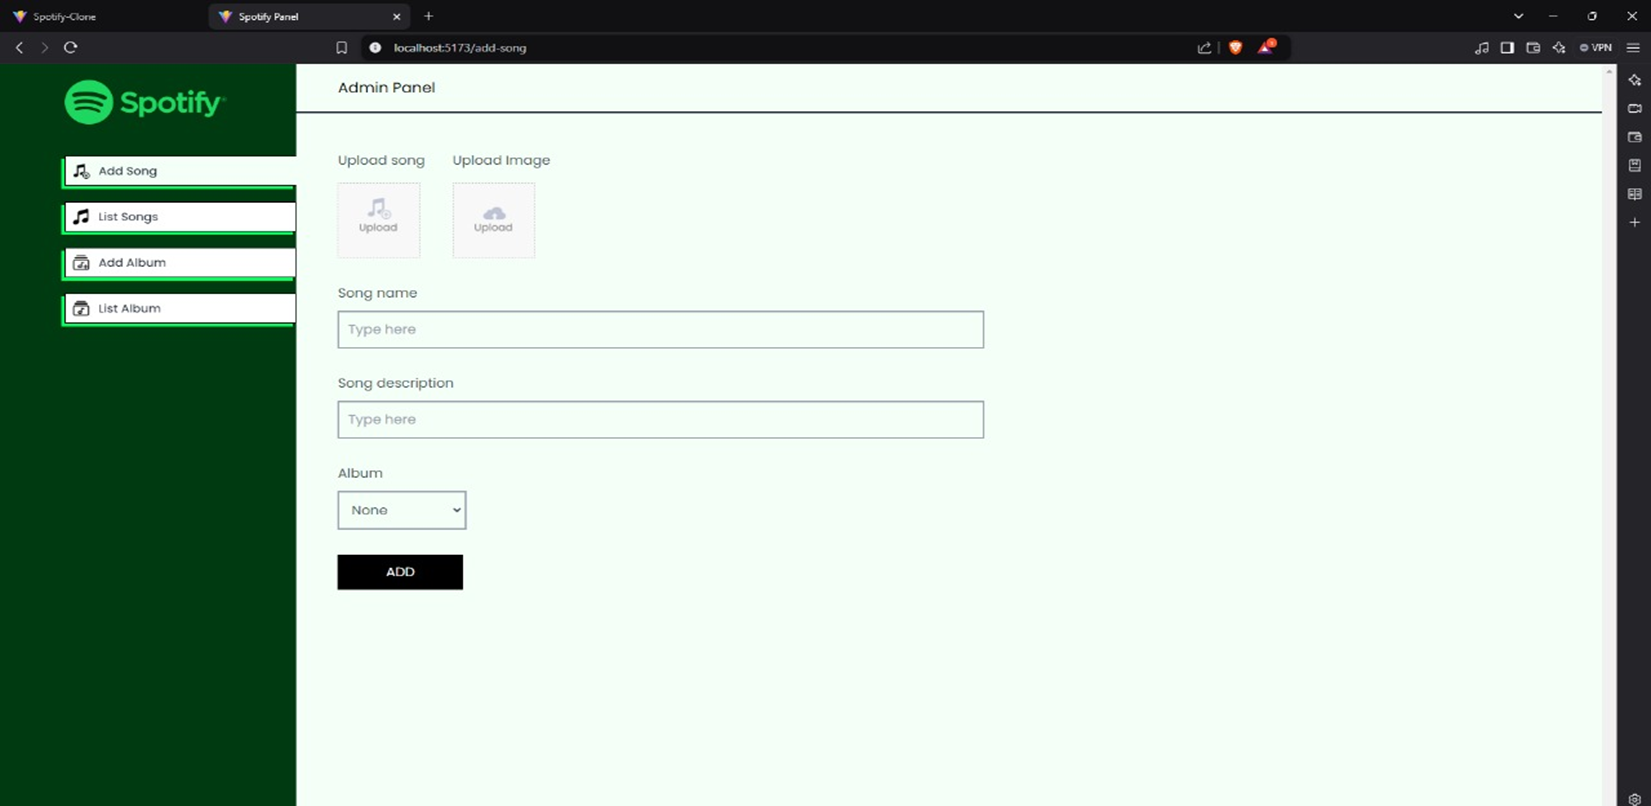 Spotify-Clone
Spotify Panel
localhost:5173/add-song
VPN
Spotify
Admin Panel
Add Song
List Songs
Add Album
List Album
Upload song Upload Image
Upload Upload
Song name
Type here
Song description
Type here
Album
None
ADD